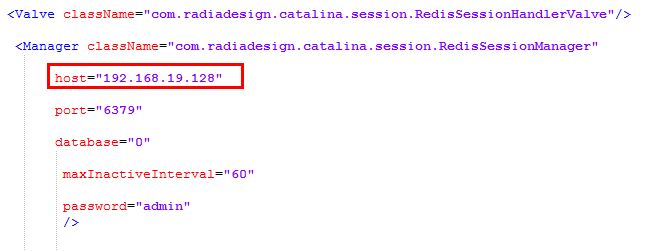 <Valve className="com.radiadesign.catalina.session.RedisSessionHandlerValve"/>
<Manager className="com.radiadesign.catalina.session.RedisSessionManager"
host="192.168.19.128"
port="6379"
database="0"
maxInactiveInterval="60"
password="admin"
/>